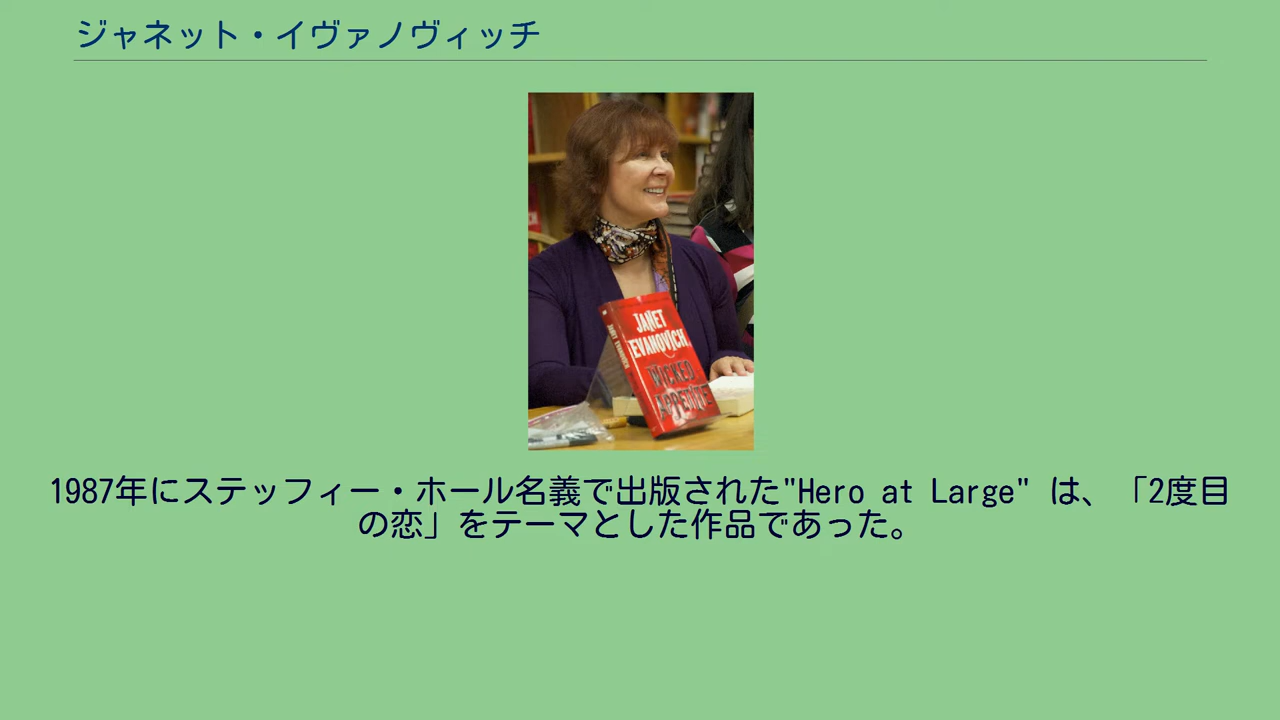 ジャネット・イヴァノヴィッチ
JANET
EVANOVICH
JANET EVANOVICH
WICKED
APPETITE
1987年にステッフィー・ホール名義で出版された"Hero at Large" は、「2度目
の恋」をテーマとした作品であった。